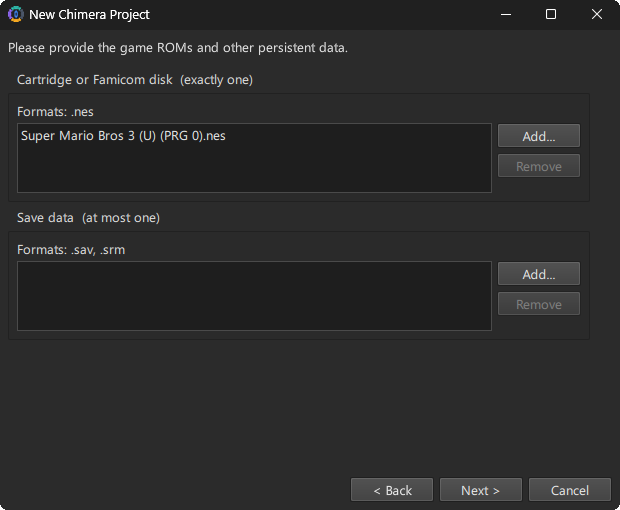 New Chimera Project
Please provide the game ROMs and other persistent data.
Cartridge or Famicom disk (exactly one)
Formats: .nes
Super Mario Bros 3 (U) (PRG 0).nes
Add...
Remove
Save data (at most one)
Formats: .sav, .srm
Add...
Remove
< Back
Next >
Cancel